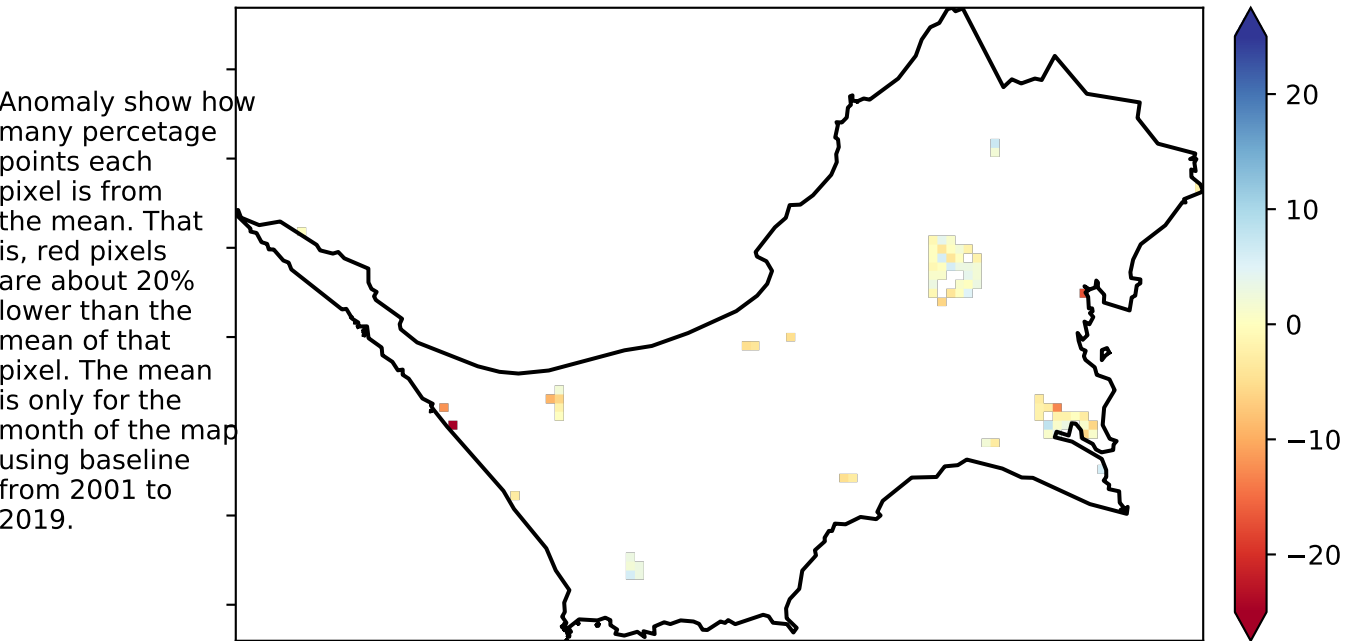 Anomaly show how
many percetage
points each
pixel is from
the mean. That
is, red pixels
are about 20%
lower than the
mean of that
pixel. The mean
is only for the
month of the map
using baseline
from 2001 to
2019.
20
10
0
−10
−20